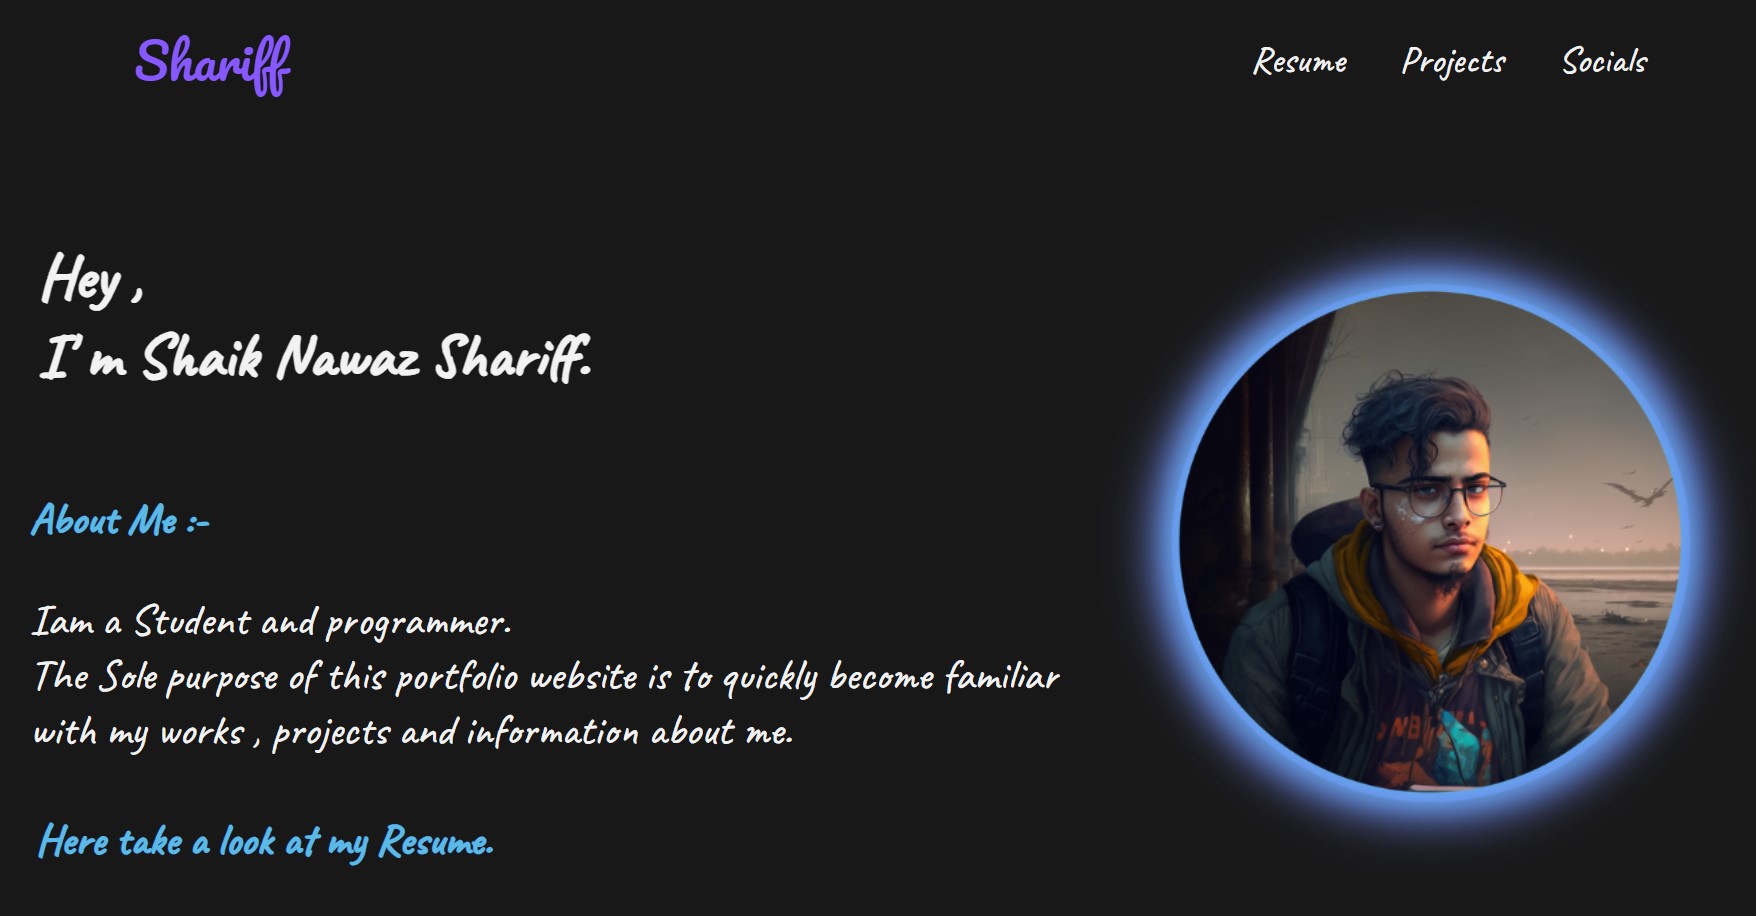 Shariff
Resume Projects Socials
Hey ,
I'm Shaik Nawaz Shariff.
About Me :-
Iam a Student and programmer.
The Sole purpose of this portfolio website is to quickly become familiar
with my works , projects and information about me.
Here take a look at my Resume.